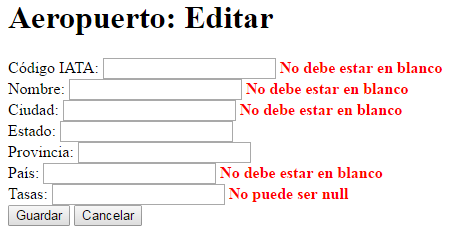 Aeropuerto: Editar
Código IATA: No debe estar en blanco
Nombre: No debe estar en blanco
Ciudad: No debe estar en blanco
Estado:
Provincia:
País: No debe estar en blanco
Tasas: No puede ser null
Guardar Cancelar